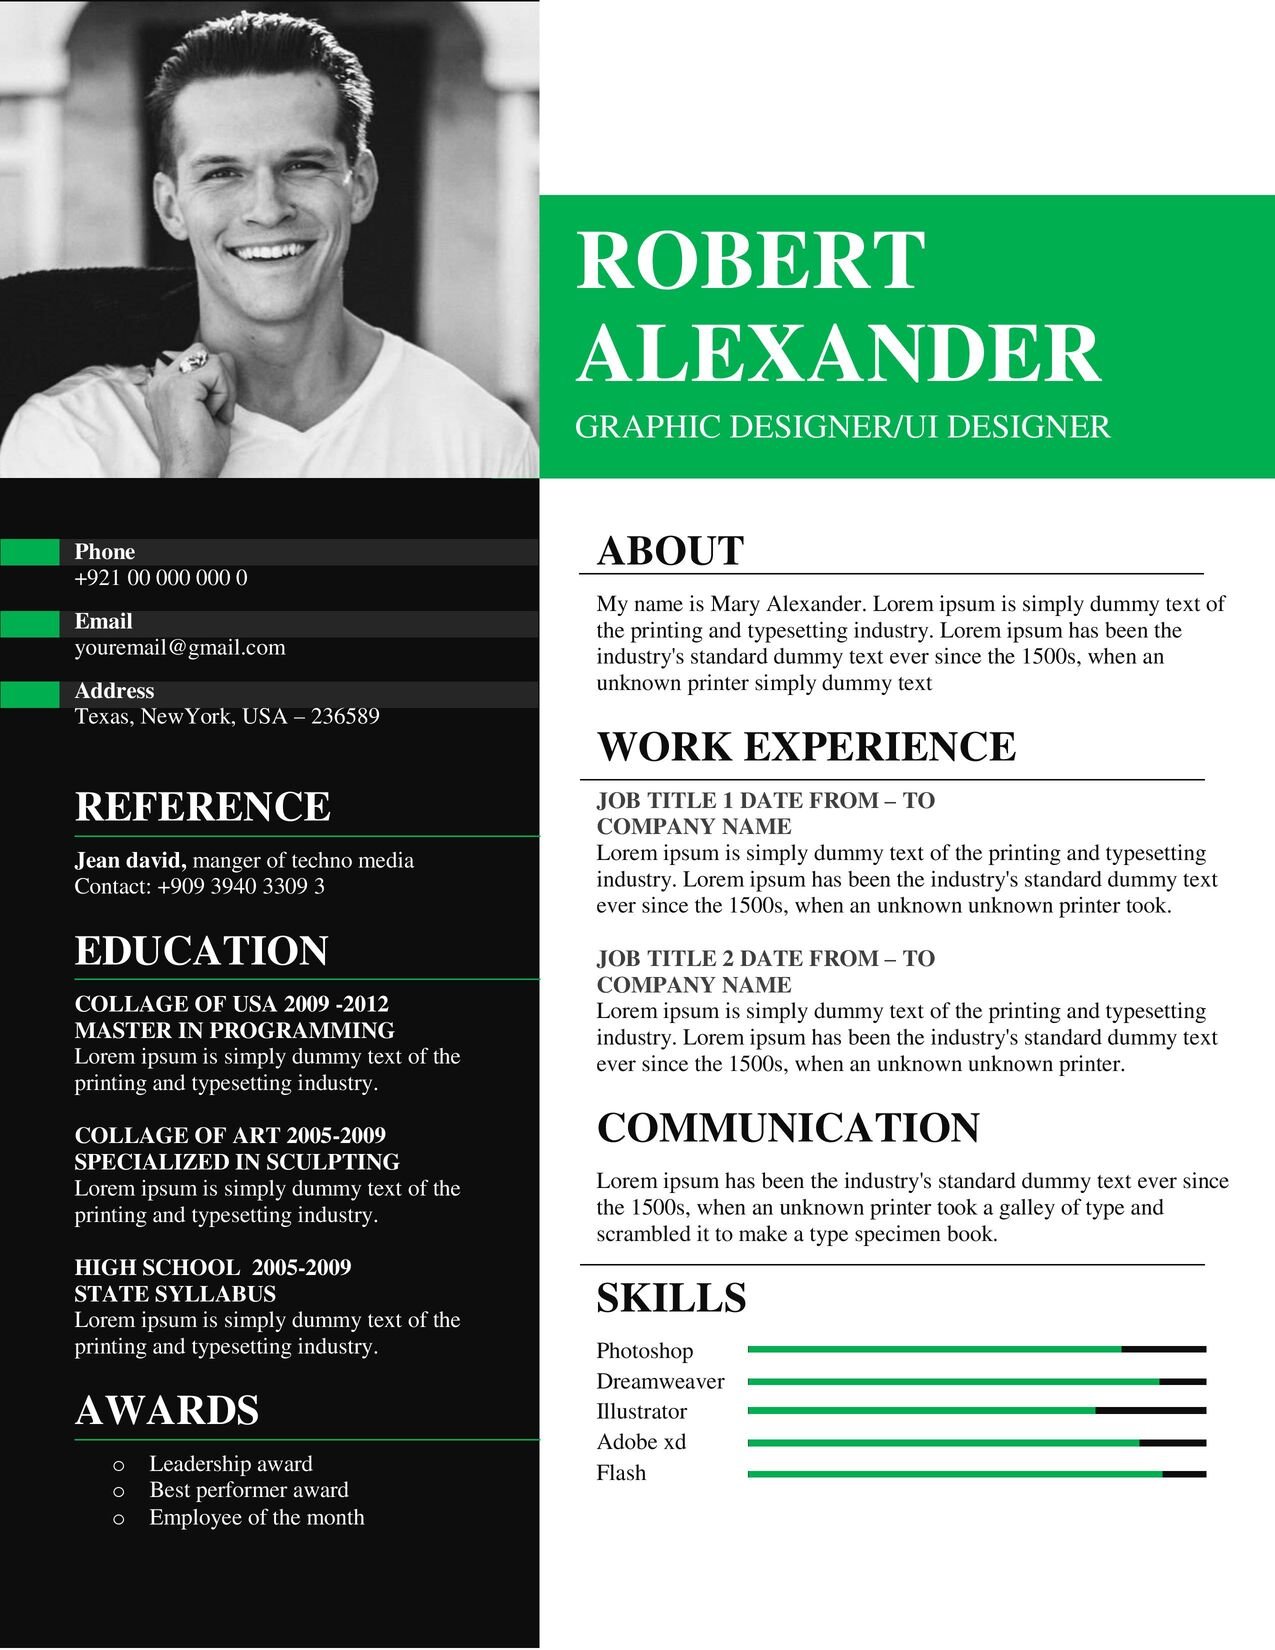 ROBERT
ALEXANDER
GRAPHIC DESIGNER/UI DESIGNER
Phone
+921 00 000 000 0
Email
youremail@gmail.com
Address
Texas, NewYork, USA – 236589
REFERENCE
Jean david, manger of techno media
Contact: +909 3940 3309 3
EDUCATION
COLLAGE OF USA 2009 -2012
MASTER IN PROGRAMMING
Lorem ipsum is simply dummy text of the
printing and typesetting industry.
COLLAGE OF ART 2005-2009
SPECIALIZED IN SCULPTING
Lorem ipsum is simply dummy text of the
printing and typesetting industry.
HIGH SCHOOL  2005-2009
STATE SYLLABUS
Lorem ipsum is simply dummy text of the
printing and typesetting industry.
AWARDS
o Leadership award
o Best performer award
o Employee of the month
ABOUT
My name is Mary Alexander. Lorem ipsum is simply dummy text of
the printing and typesetting industry. Lorem ipsum has been the
industry's standard dummy text ever since the 1500s, when an
unknown printer simply dummy text
WORK EXPERIENCE
JOB TITLE 1 DATE FROM – TO
COMPANY NAME
Lorem ipsum is simply dummy text of the printing and typesetting
industry. Lorem ipsum has been the industry's standard dummy text
ever since the 1500s, when an unknown unknown printer took.
JOB TITLE 2 DATE FROM – TO
COMPANY NAME
Lorem ipsum is simply dummy text of the printing and typesetting
industry. Lorem ipsum has been the industry's standard dummy text
ever since the 1500s, when an unknown unknown printer.
COMMUNICATION
Lorem ipsum has been the industry's standard dummy text ever since
the 1500s, when an unknown printer took a galley of type and
scrambled it to make a type specimen book.
SKILLS
Photoshop
Dreamweaver
Illustrator
Adobe xd
Flash